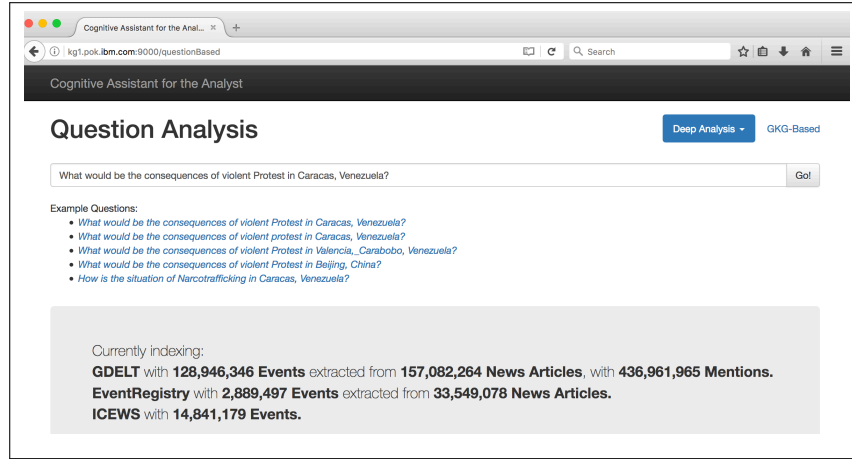 Cognitive Assistant for the Anal... × +
kg1.pok.ibm.com:9000/questionBased
Search
Cognitive Assistant for the Analyst
Question Analysis
Deep Analysis
GKG-Based
What would be the consequences of violent Protest in Caracas, Venezuela?
Go!
Example Questions:
• What would be the consequences of violent Protest in Caracas, Venezuela?
• What would be the consequences of violent protest in Caracas, Venezuela?
• What would be the consequences of violent Protest in Valencia,_Carabobo, Venezuela?
• What would be the consequences of violent Protest in Beijing, China?
• How is the situation of Narcotrafficking in Caracas, Venezuela?
Currently indexing:
GDELT with 128,946,346 Events extracted from 157,082,264 News Articles, with 436,961,965 Mentions.
EventRegistry with 2,889,497 Events extracted from 33,549,078 News Articles.
ICEWS with 14,841,179 Events.